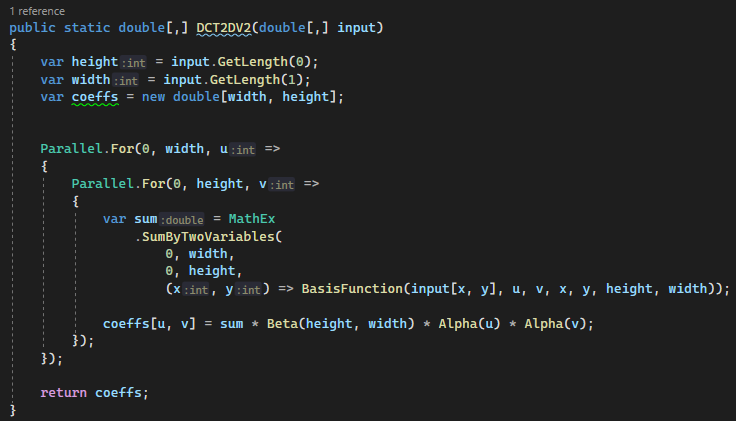 1 reference
public static double[,] DCT2DV2(double[,] input)
{
    var height:int = input.GetLength(0);
    var width:int = input.GetLength(1);
    var coeffs = new double[width, height];

    Parallel.For(0, width, u:int =>
    {
        Parallel.For(0, height, v:int =>
        {
            var sum:double = MathEx
                .SumByTwoVariables(
                    0, width,
                    0, height,
                    (x:int, y:int) => BasisFunction(input[x, y], u, v, x, y, height, width));

            coeffs[u, v] = sum * Beta(height, width) * Alpha(u) * Alpha(v);
        });
    });

    return coeffs;
}